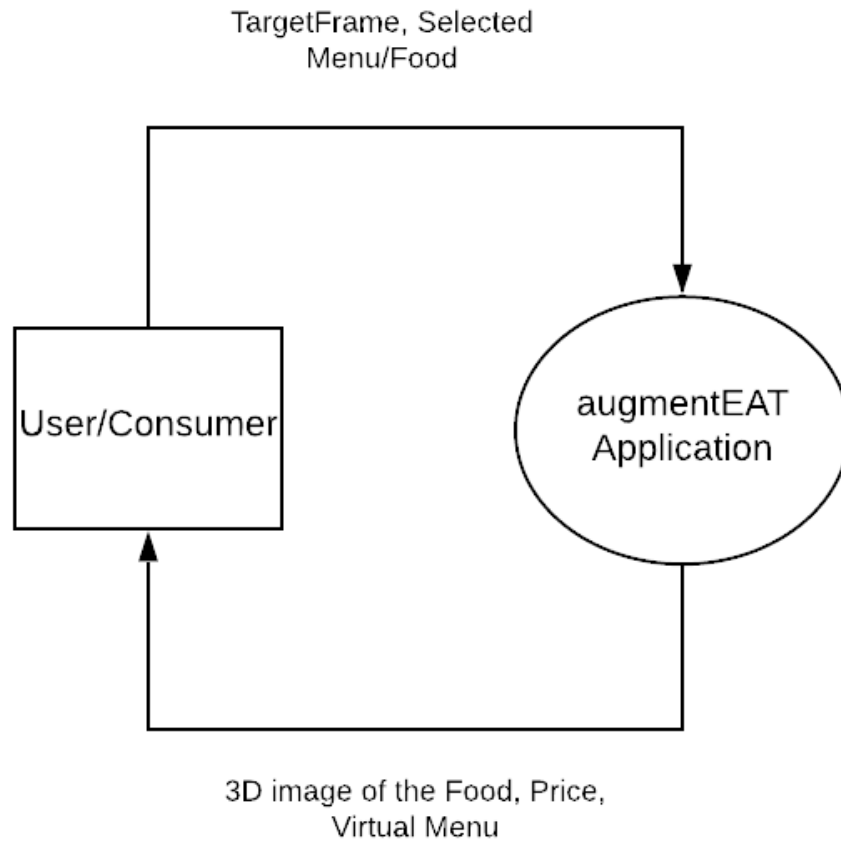 TargetFrame, Selected
Menu/Food
User/Consumer
augmentEAT
Application
3D image of the Food, Price,
Virtual Menu